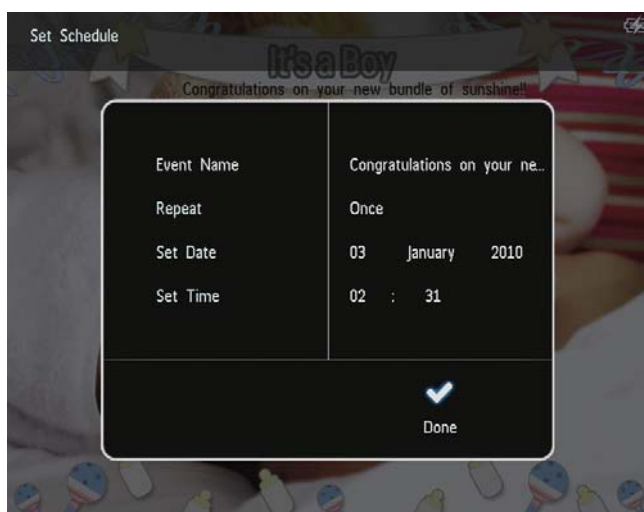 Set Schedule
It's a Boy
Congratulations on your new bundle of sunshine!!
Event Name Congratulations on your ne...
Repeat Once
Set Date 03 January 2010
Set Time 02 : 31
Done